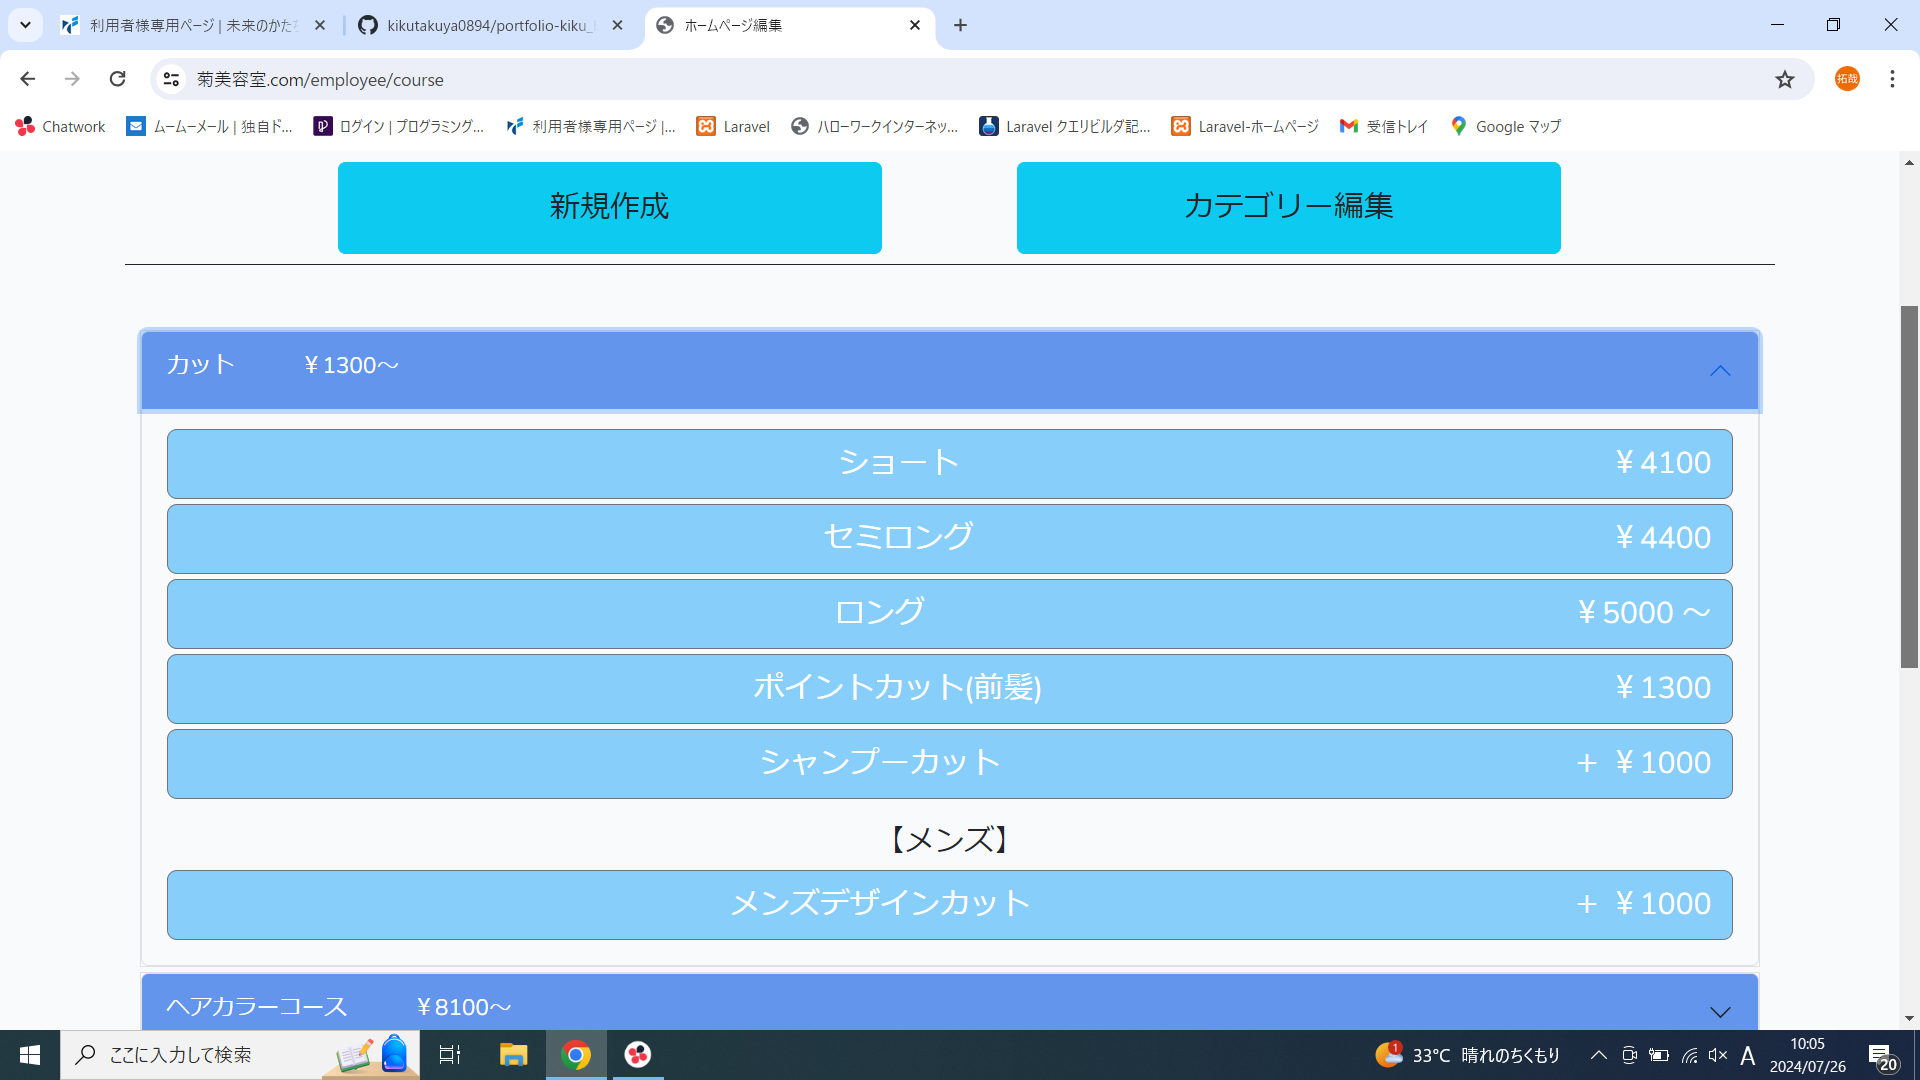 利用者様専用ページ | 未来のかた
kikutakuya0894/portfolio-kiku_
ホームページ編集
菊美容室.com/employee/course
拓哉
Chatwork
ムームーメール | 独自ド...
ログイン | プログラミング...
利用者様専用ページ |...
Laravel
ハローワークインターネッ...
Laravel クエリビルダ記...
Laravel-ホームページ
受信トレイ
Google マップ
新規作成
カテゴリー編集
カット ¥1300～
ショート ¥4100
セミロング ¥4400
ロング ¥5000 ～
ポイントカット(前髪) ¥1300
シャンプーカット + ¥1000
【メンズ】
メンズデザインカット + ¥1000
ヘアカラーコース ¥8100～
ここに入力して検索
1
33°C 晴れのちくもり
A
10:05
2024/07/26
20